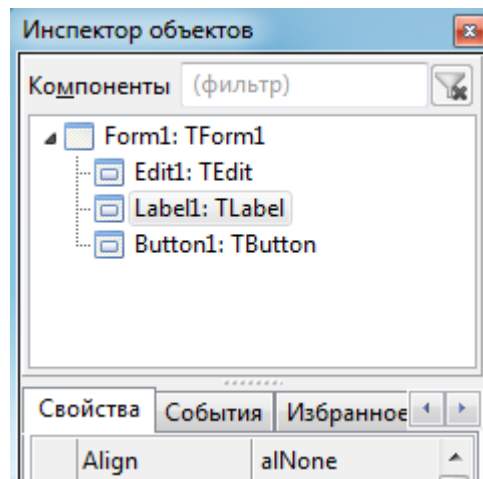 Инспектор объектов
Компоненты (фильтр)
Form1: TForm1
Edit1: TEdit
Label1: TLabel
Button1: TButton
Свойства События Избранное
Align alNone